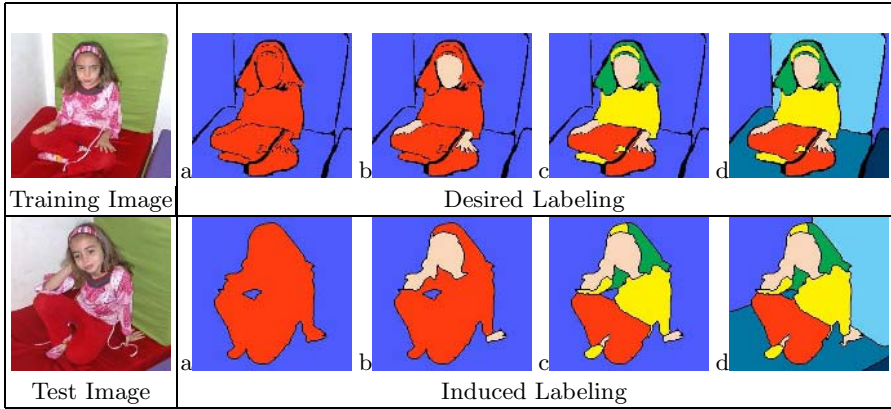 a b c d
Training Image Desired Labeling
a b c d
Test Image Induced Labeling